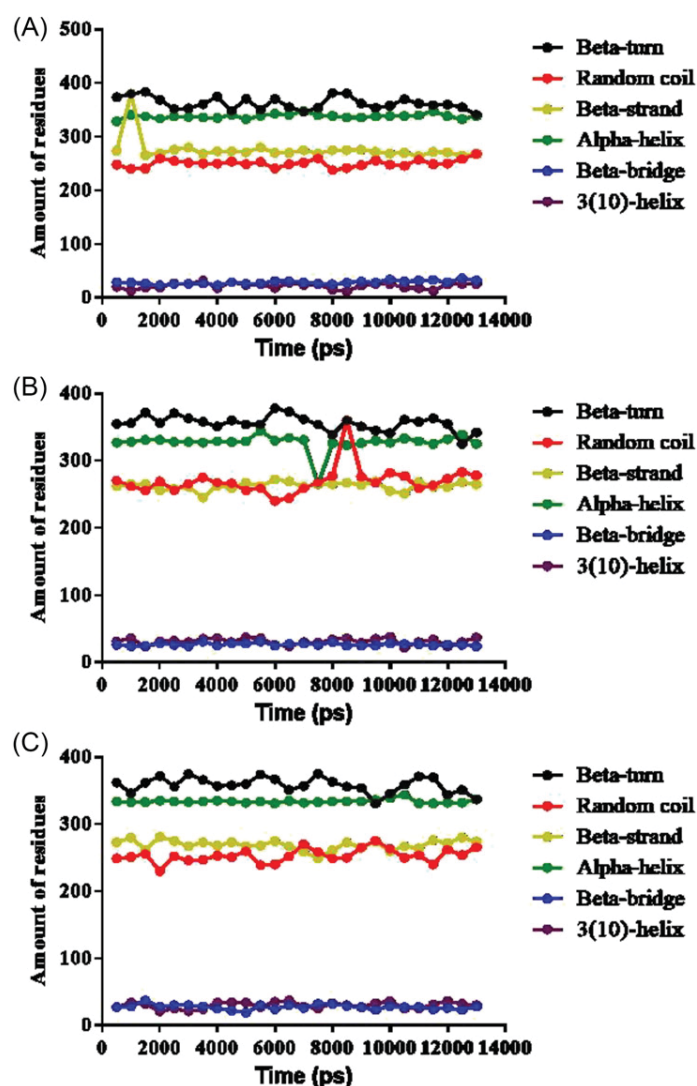 (A)
500
400
300
200
100
0
Amount of residues
0 2000 4000 6000 8000 10000 12000 14000
Time (ps)
Beta-turn
Random coil
Beta-strand
Alpha-helix
Beta-bridge
3(10)-helix
(B)
400
300
200
100
0
Amount of residues
0 2000 4000 6000 8000 10000 12000 14000
Time (ps)
Beta-turn
Random coil
Beta-strand
Alpha-helix
Beta-bridge
3(10)-helix
(C)
400
300
200
100
0
Amount of residues
0 2000 4000 6000 8000 10000 12000 14000
Time (ps)
Beta-turn
Random coil
Beta-strand
Alpha-helix
Beta-bridge
3(10)-helix